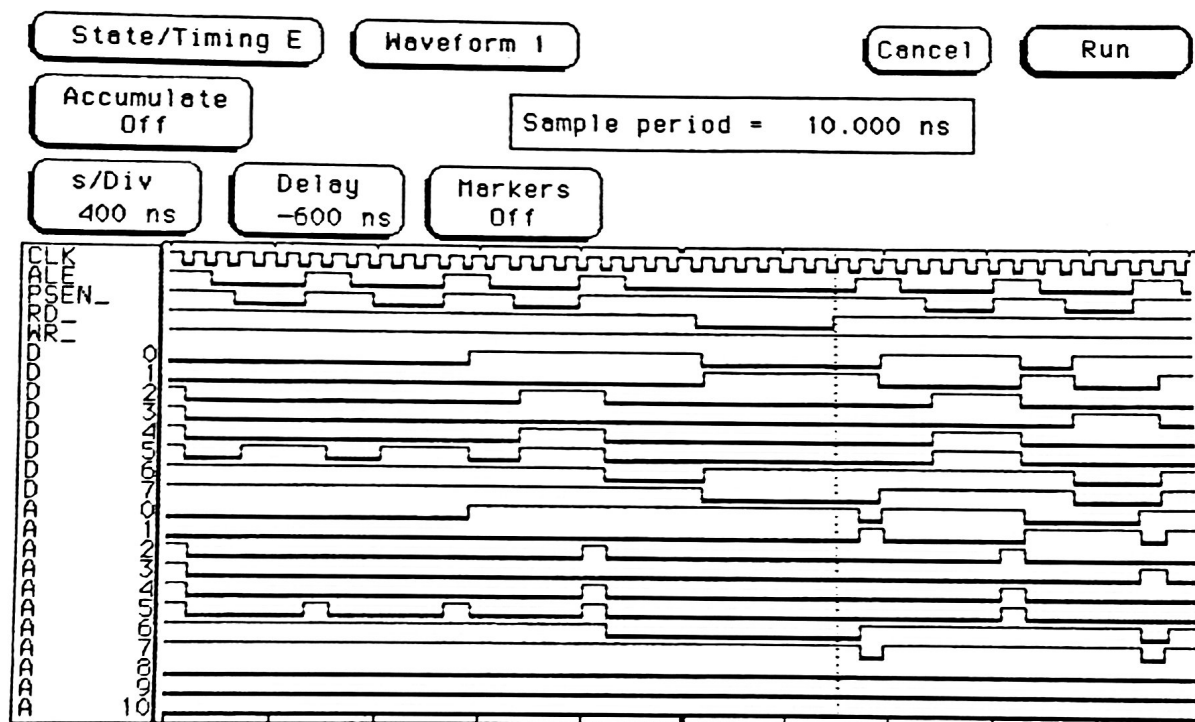 State/Timing E
Waveform 1
Cancel
Run
Accumulate
Off
Sample period = 10.000 ns
s/Div
400 ns
Delay
-600 ns
Markers
Off
CLK
ALE
PSEN_
RD_
WR_
D 0
D 1
D 2
D 3
D 4
D 5
D 6
D 7
A 0
A 1
A 2
A 3
A 4
A 5
A 6
A 7
A 8
A 9
A 10